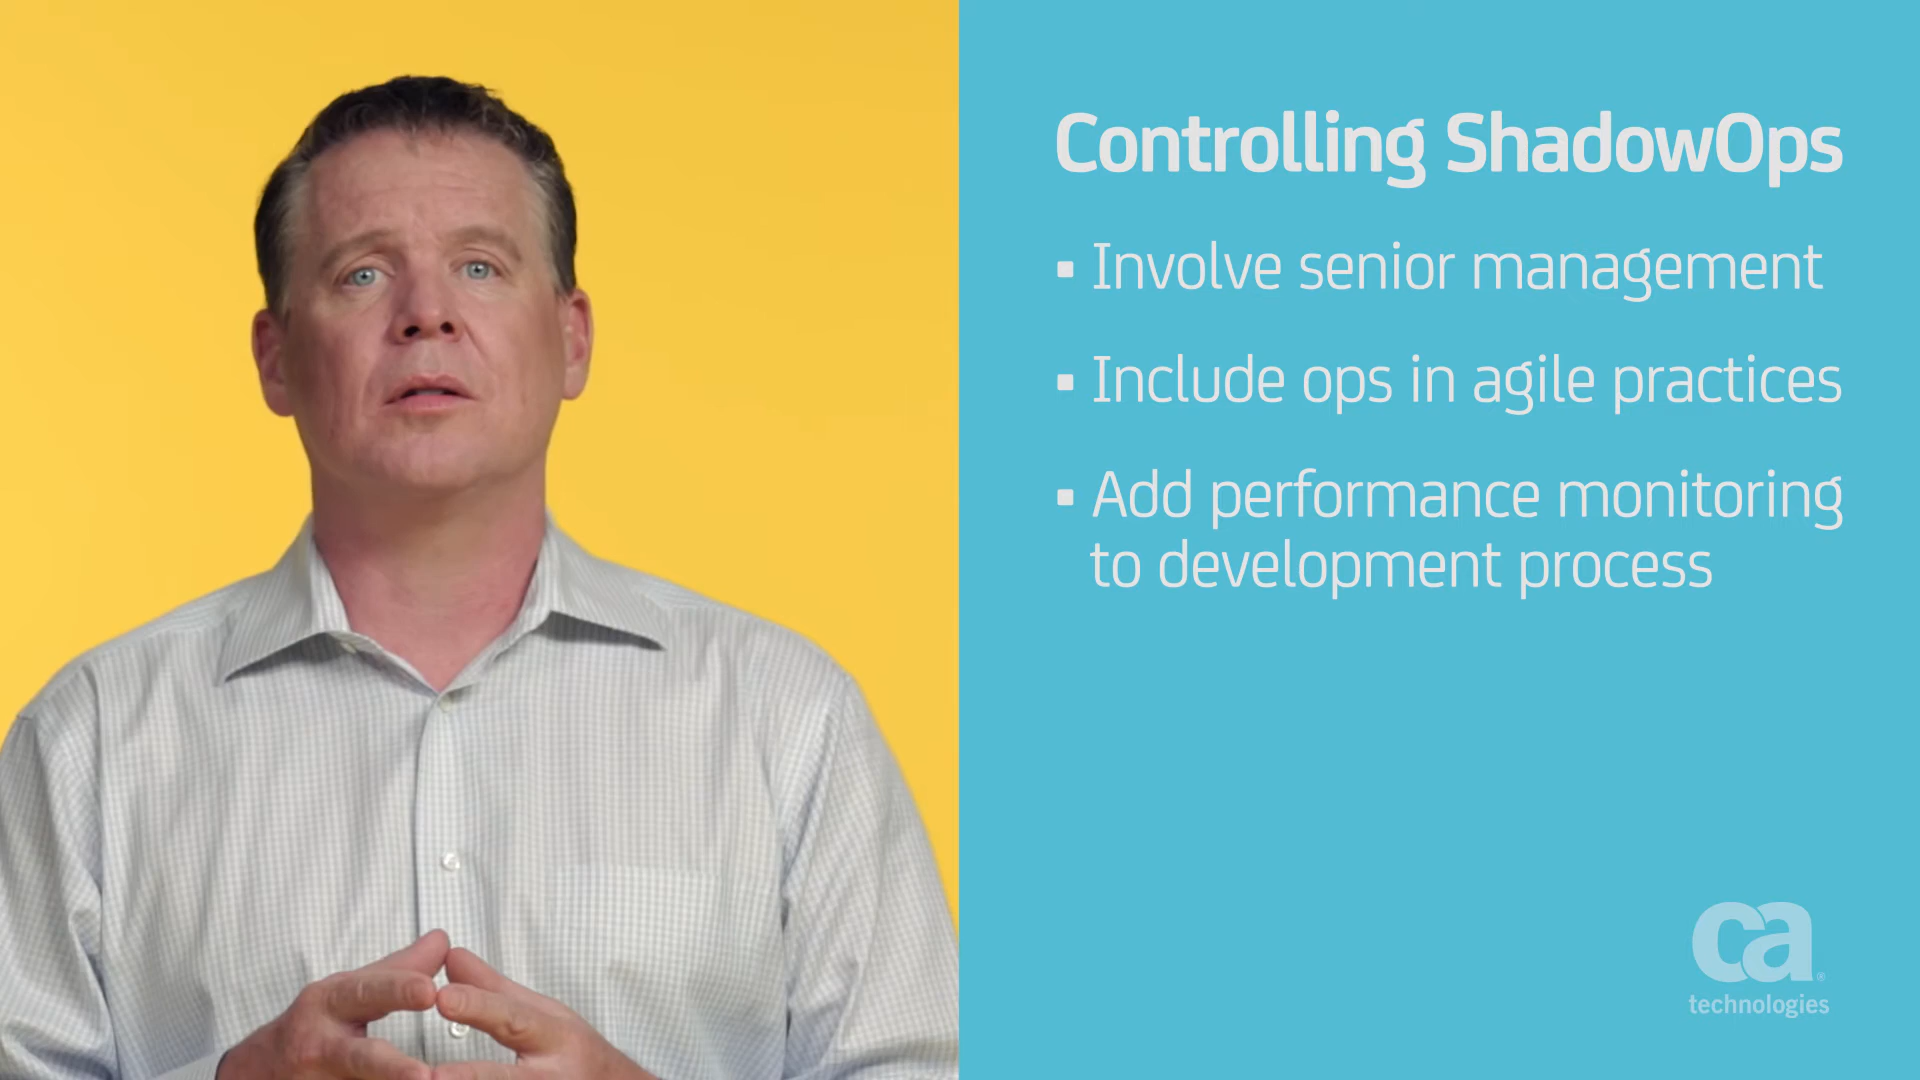 Controlling ShadowOps
▪ Involve senior management
▪ Include ops in agile practices
▪ Add performance monitoring
to development process
ca
technologies